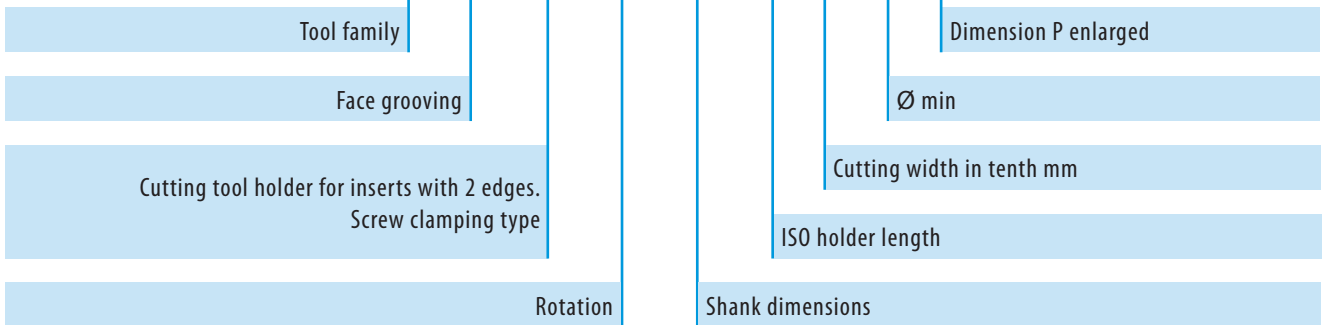 Tool family
Dimension P enlarged
Face grooving
Ø min
Cutting tool holder for inserts with 2 edges.
Screw clamping type
Cutting width in tenth mm
ISO holder length
Rotation
Shank dimensions